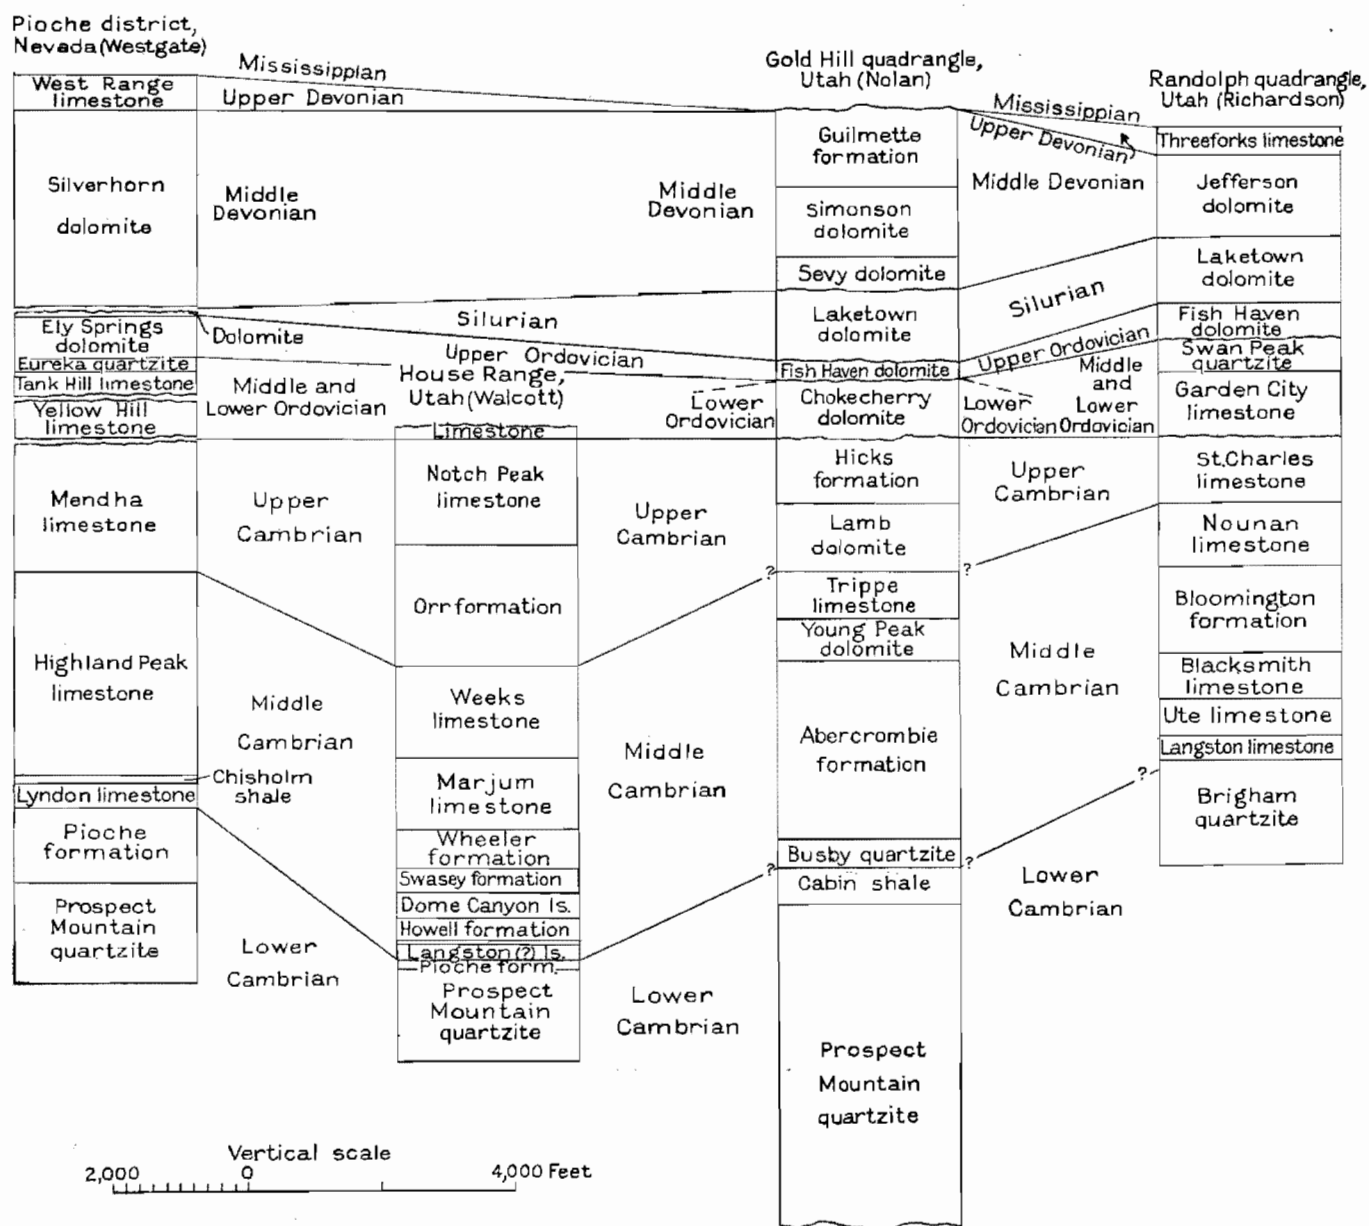 Pioche district,
Nevada (Westgate)
West Range
limestone
Silverhorn
dolomite
Ely Springs
dolomite
Eureka quartzite
Tank Hill limestone
Yellow Hill
limestone
Mendha
limestone
Highland Peak
limestone
Lyndon limestone
Pioche
formation
Prospect
Mountain
quartzite
Mississippian
Upper Devonian
Middle
Devonian
Dolomite
Middle and
Lower Ordovician
Upper
Cambrian
Middle
Cambrian
Chisholm
shale
Lower
Cambrian
Silurian
Upper Ordovician
House Range,
Utah (Walcott)
Limestone
Notch Peak
limestone
Orr formation
Weeks
limestone
Marjum
limestone
Wheeler
formation
Swasey formation
Dome Canyon ls.
Howell formation
Langston (?) ls.
Pioche form.
Prospect
Mountain
quartzite
Middle
Devonian
Lower
Ordovician
Upper
Cambrian
?
Middle
Cambrian
?
Lower
Cambrian
Gold Hill quadrangle,
Utah (Nolan)
Guilmette
formation
Simonson
dolomite
Sevy dolomite
Laketown
dolomite
Fish Haven dolomite
Chokecherry
dolomite
Hicks
formation
Lamb
dolomite
Trippe
limestone
Young Peak
dolomite
Abercrombie
formation
Busby quartzite
Cabin shale
Prospect
Mountain
quartzite
Mississippian
Upper Devonian
Middle Devonian
Silurian
Upper Ordovician
Lower
Ordovician
Middle
and
Lower
Ordovician
Upper
Cambrian
?
Middle
Cambrian
?
?
Lower
Cambrian
Randolph quadrangle,
Utah (Richardson)
Threeforks limestone
Jefferson
dolomite
Laketown
dolomite
Fish Haven
dolomite
Swan Peak
quartzite
Garden City
limestone
St. Charles
limestone
Nounan
limestone
Bloomington
formation
Blacksmith
limestone
Ute limestone
Langston limestone
Brigham
quartzite
Vertical scale
2,000 0 4,000 Feet